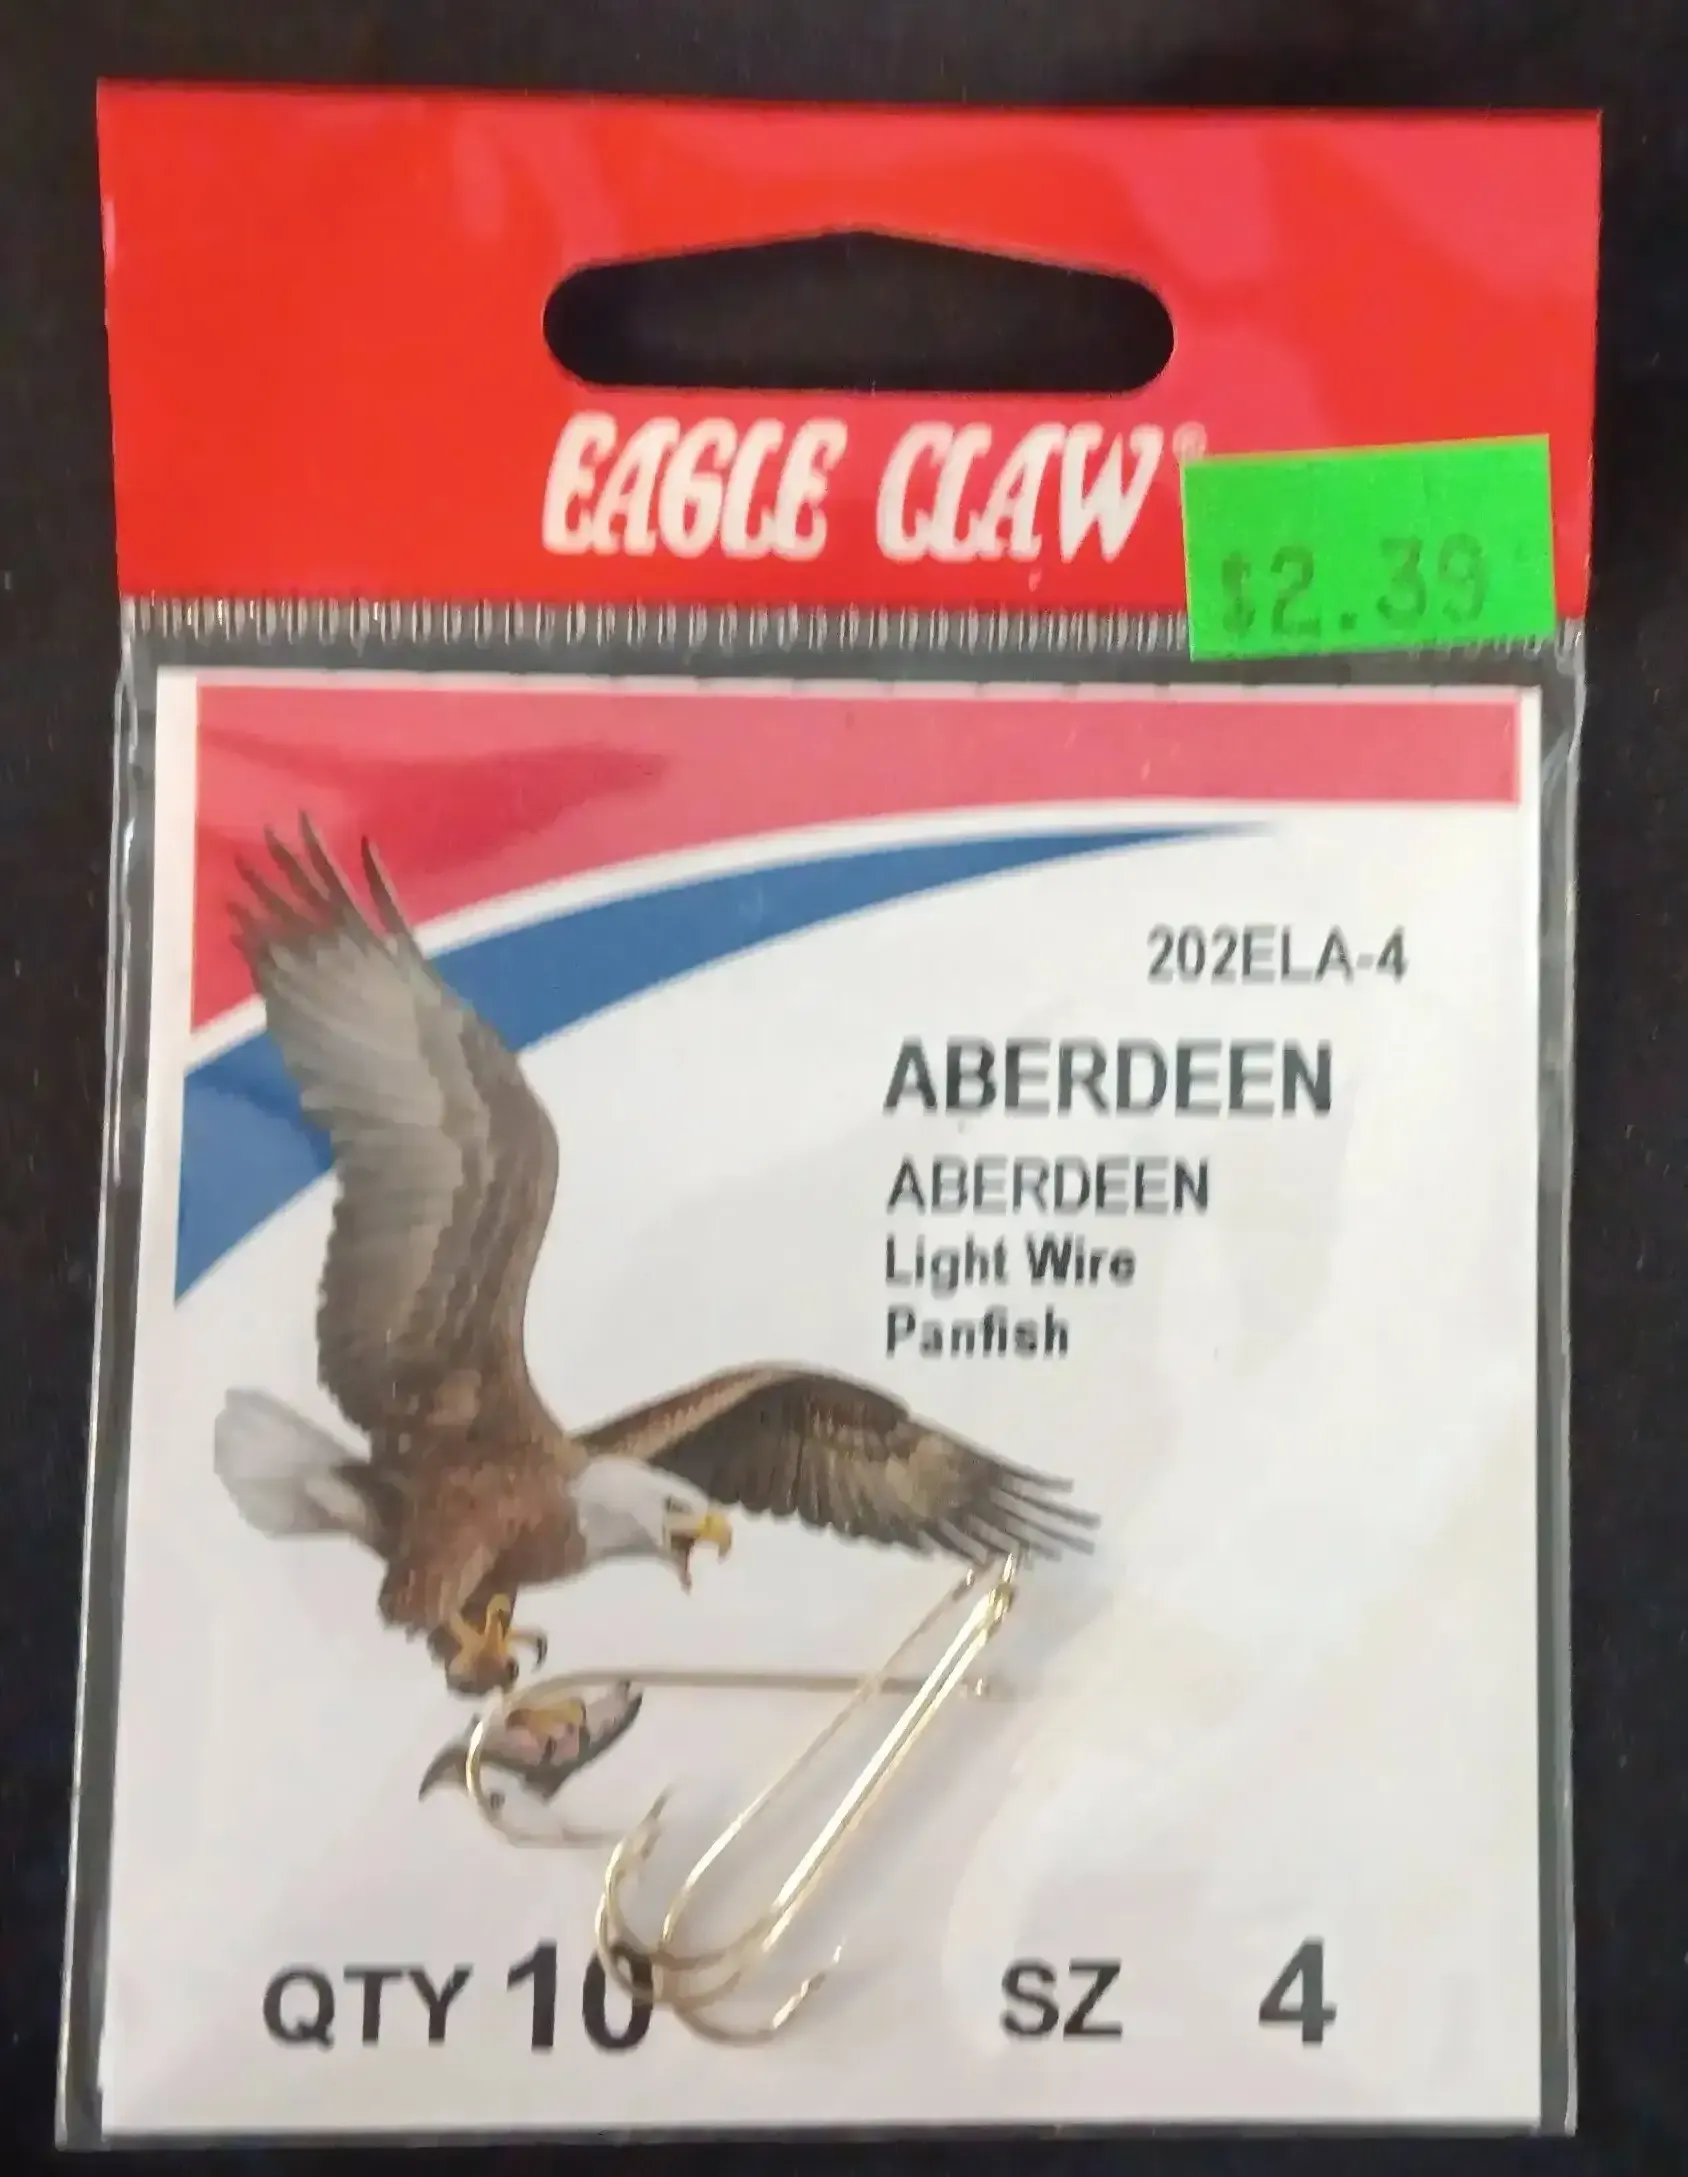 EAGLE CLAW®
$2.39
202ELA-4
ABERDEEN
ABERDEEN
Light Wire
Panfish
QTY 10 SZ 4